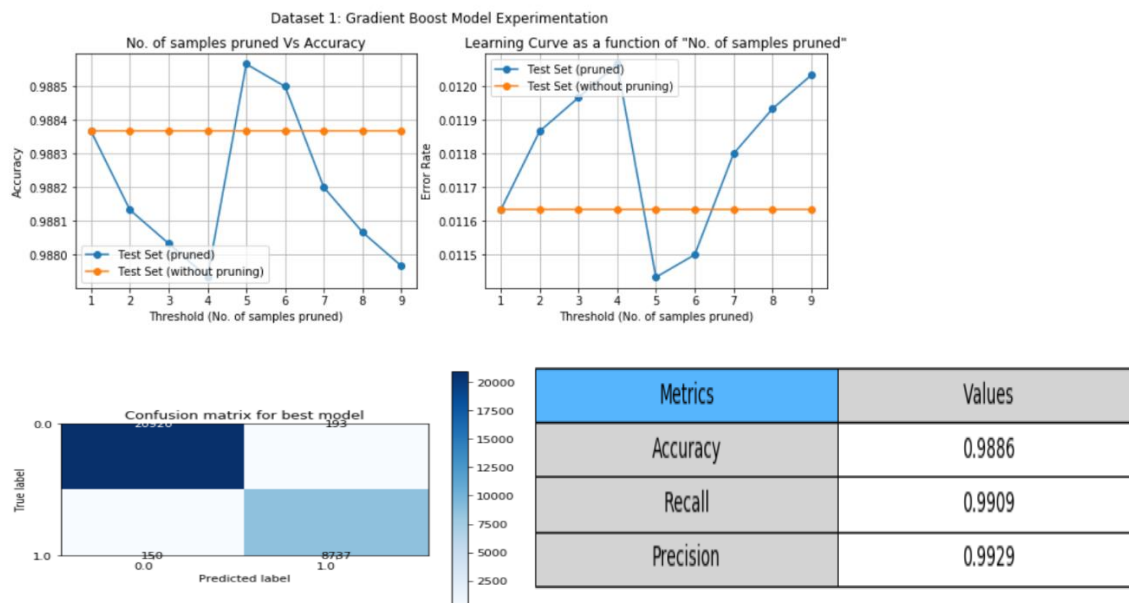 Dataset 1: Gradient Boost Model Experimentation
No. of samples pruned Vs Accuracy
Accuracy
0.9885
0.9884
0.9883
0.9882
0.9881
0.9880
Test Set (pruned)
Test Set (without pruning)
1 2 3 4 5 6 7 8 9
Threshold (No. of samples pruned)
Learning Curve as a function of "No. of samples pruned"
Error Rate
0.0120
0.0119
0.0118
0.0117
0.0116
0.0115
Test Set (pruned)
Test Set (without pruning)
1 2 3 4 5 6 7 8 9
Threshold (No. of samples pruned)
Confusion matrix for best model
True label
0.0
193
1.0
150 8737
0.0 1.0
Predicted label
20000
17500
15000
12500
10000
7500
5000
2500
Metrics Values
Accuracy 0.9886
Recall 0.9909
Precision 0.9929